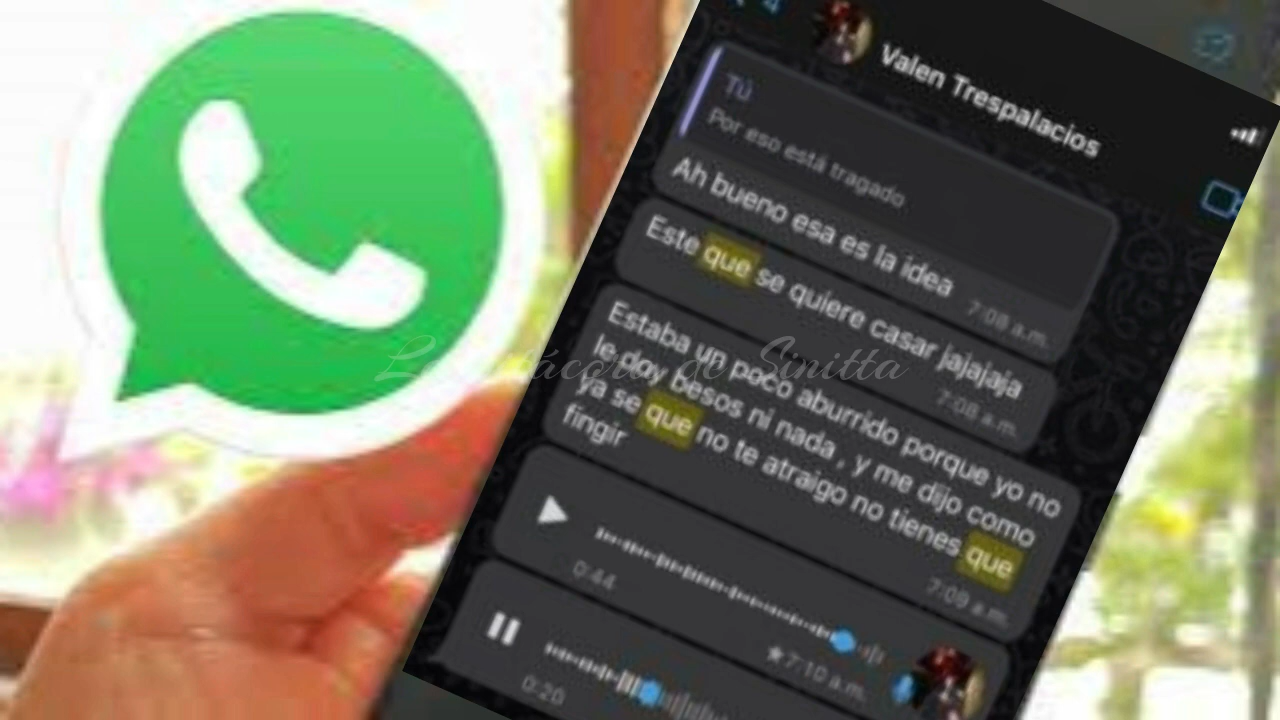 4
Valen Trespalacios
Tú
Por eso está tragado
Ah bueno esa es la idea
7:08 a.m.
Este que se quiere casar jajajaja
7:08 a.m.
Estaba un poco aburrido porque yo no
le doy besos ni nada , y me dijo como
ya se que no te atraigo no tienes que
fingir
7:09 a.m.
0:44
7:10 a.m.
0:20
Sinitta